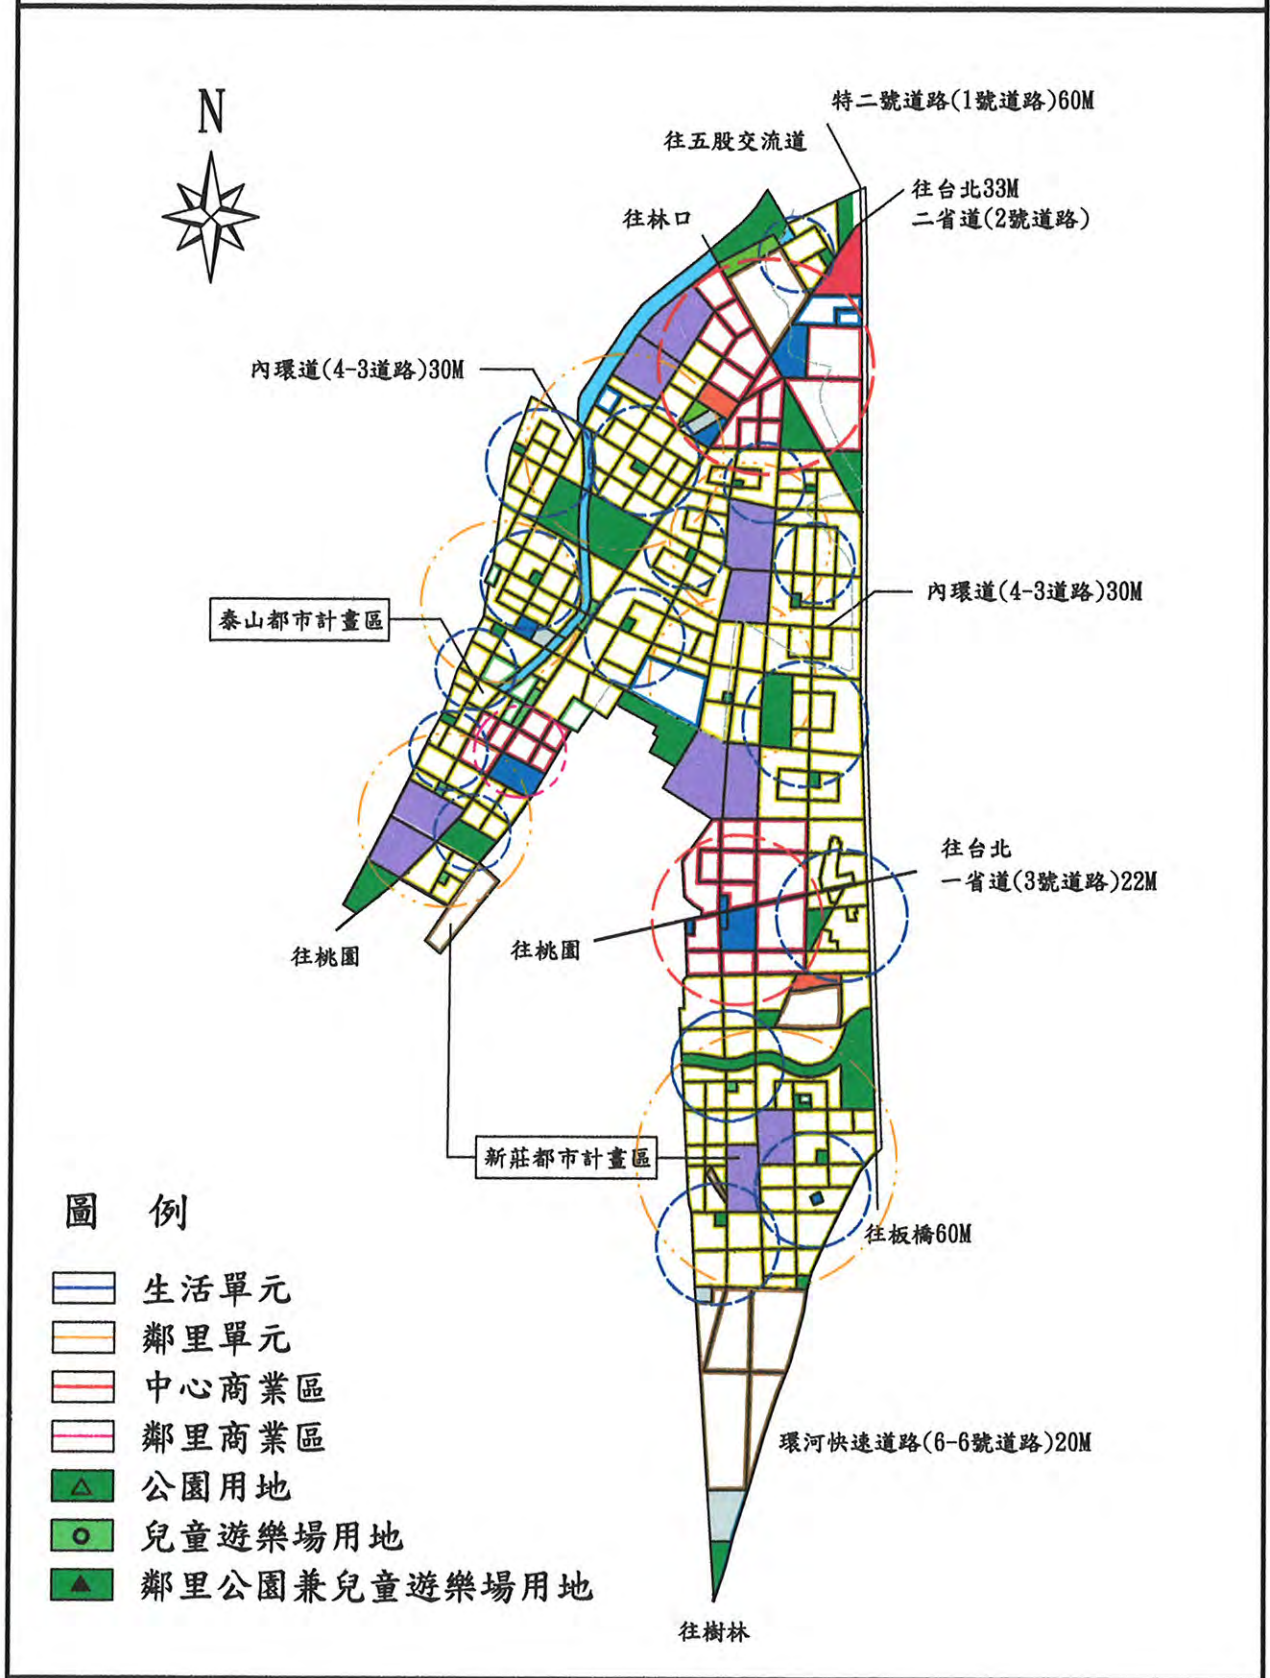 特二號道路(1號道路)60M
N
往五股交流道
往台北33M
二省道(2號道路)
往林口
內環道(4-3道路)30M
內環道(4-3道路)30M
泰山都市計畫區
往台北
一省道(3號道路)22M
往桃園
往桃園
新莊都市計畫區
往板橋60M
圖 例
生活單元
鄰里單元
中心商業區
鄰里商業區
公園用地
兒童遊樂場用地
鄰里公園兼兒童遊樂場用地
環河快速道路(6-6號道路)20M
往樹林